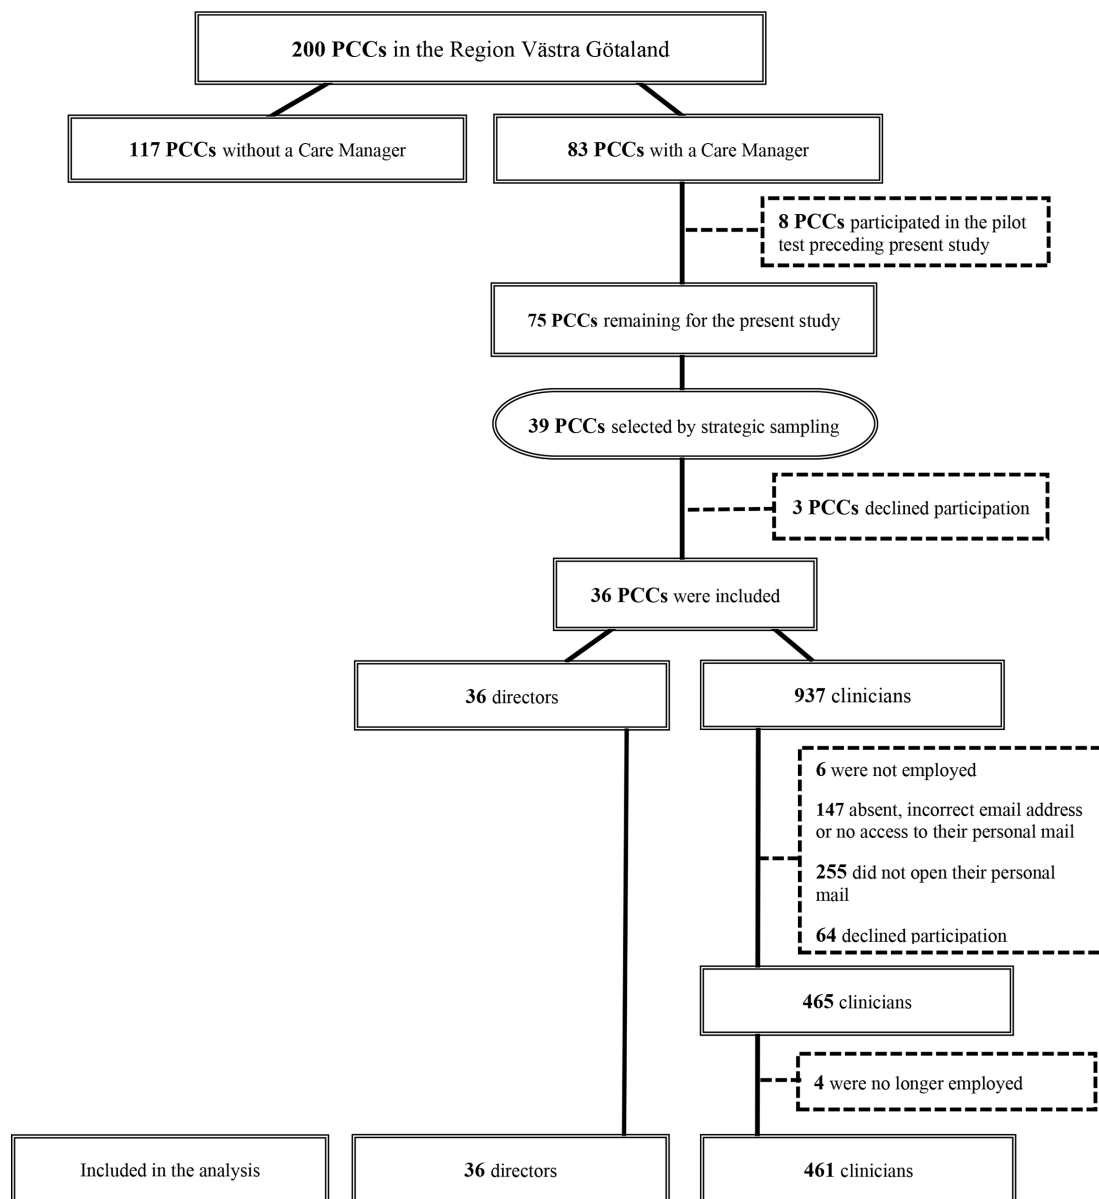 200 PCCs in the Region Västra Götaland
117 PCCs without a Care Manager
83 PCCs with a Care Manager
8 PCCs participated in the pilot
test preceding present study
75 PCCs remaining for the present study
39 PCCs selected by strategic sampling
3 PCCs declined participation
36 PCCs were included
36 directors
937 clinicians
6 were not employed
147 absent, incorrect email address
or no access to their personal mail
255 did not open their personal
mail
64 declined participation
465 clinicians
4 were no longer employed
Included in the analysis
36 directors
461 clinicians